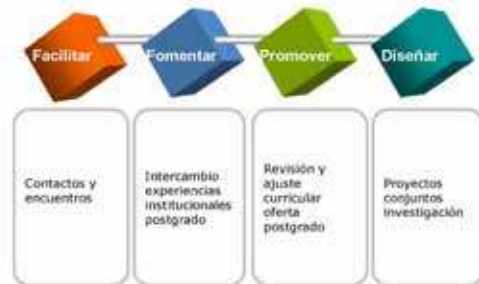 Facilitar
Fomentar
Promover
Diseñar
Contactos y
encuentros
Intercambio
experiencias
institucionales
postgrado
Revisión y
ajuste
curricular
oferta
postgrado
Proyectos
conjuntos
investigación